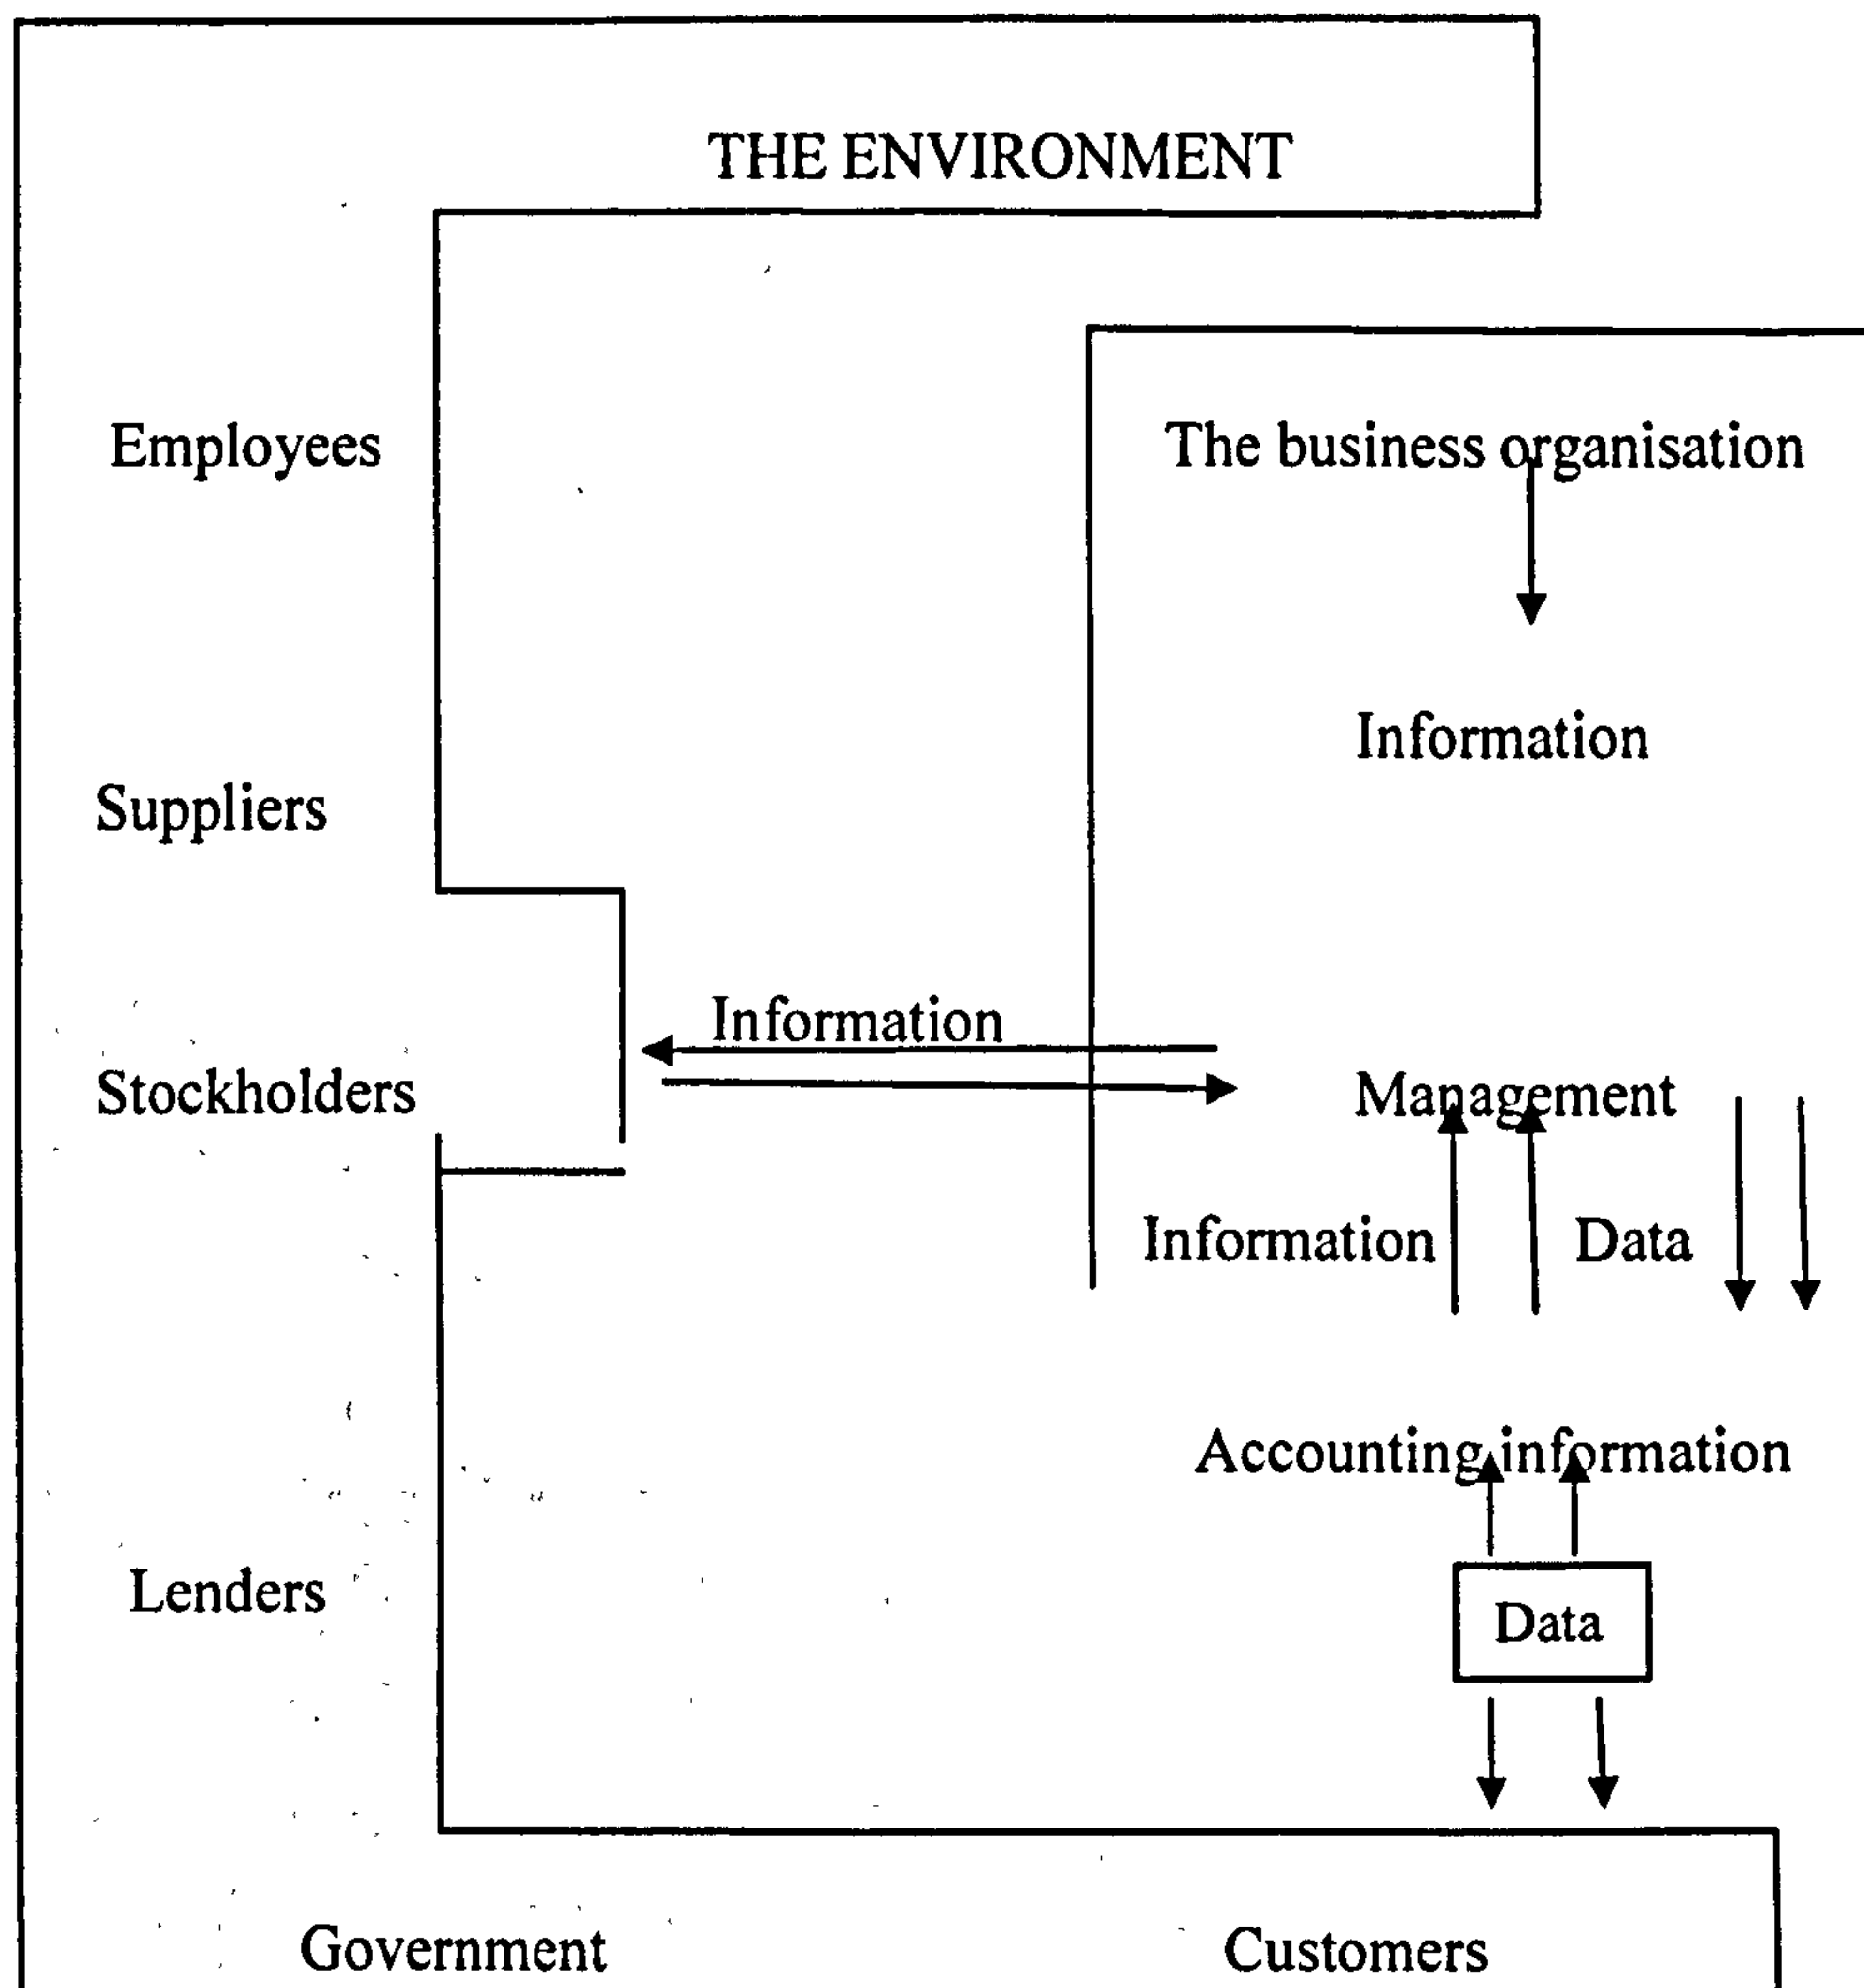 THE ENVIRONMENT
Employees
The business organisation
Information
Suppliers
Information
Stockholders
Management
Information
Data
Accounting information
Lenders
Data
Government
Customers